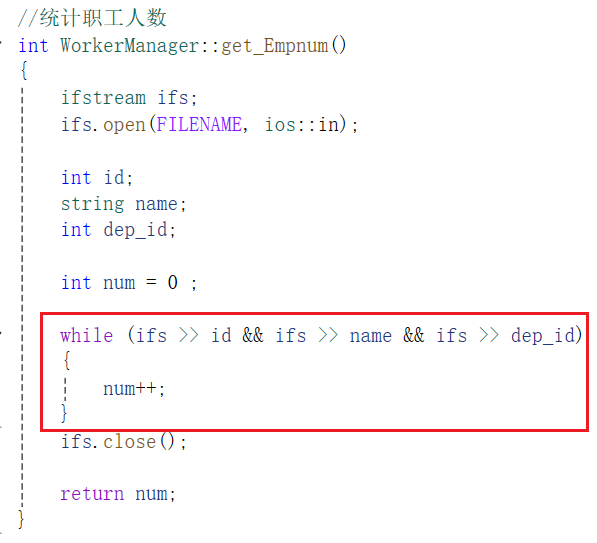 //统计职工人数
int WorkerManager::get_Empnum()
{
ifstream ifs;
ifs.open(FILENAME, ios::in);
int id;
string name;
int dep_id;
int num = 0 ;
while (ifs >> id && ifs >> name && ifs >> dep_id)
{
num++;
}
ifs.close();
return num;
}